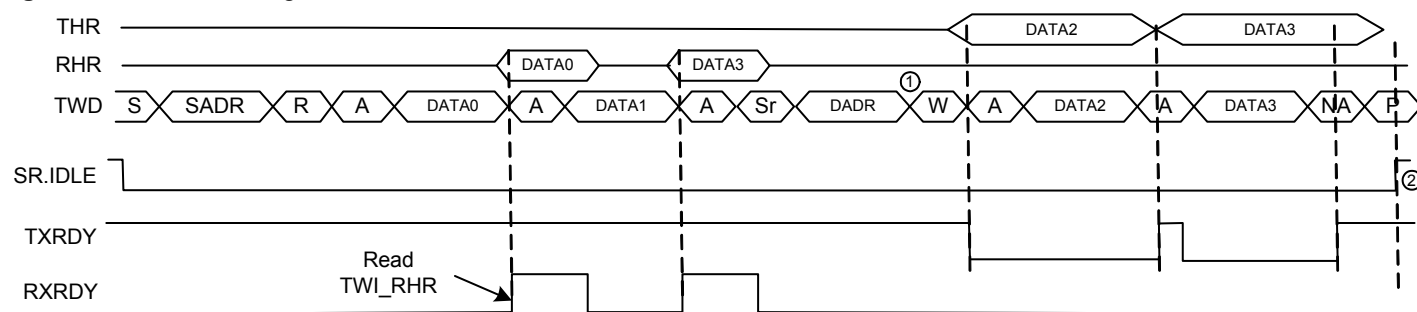 THR DATA2 DATA3
RHR DATA0 DATA3
TWD S SADR R A DATA0 A DATA1 A Sr DADR ① W A DATA2 A DATA3 NA P
SR.IDLE ②
TXRDY
Read
TWI_RHR
RXRDY